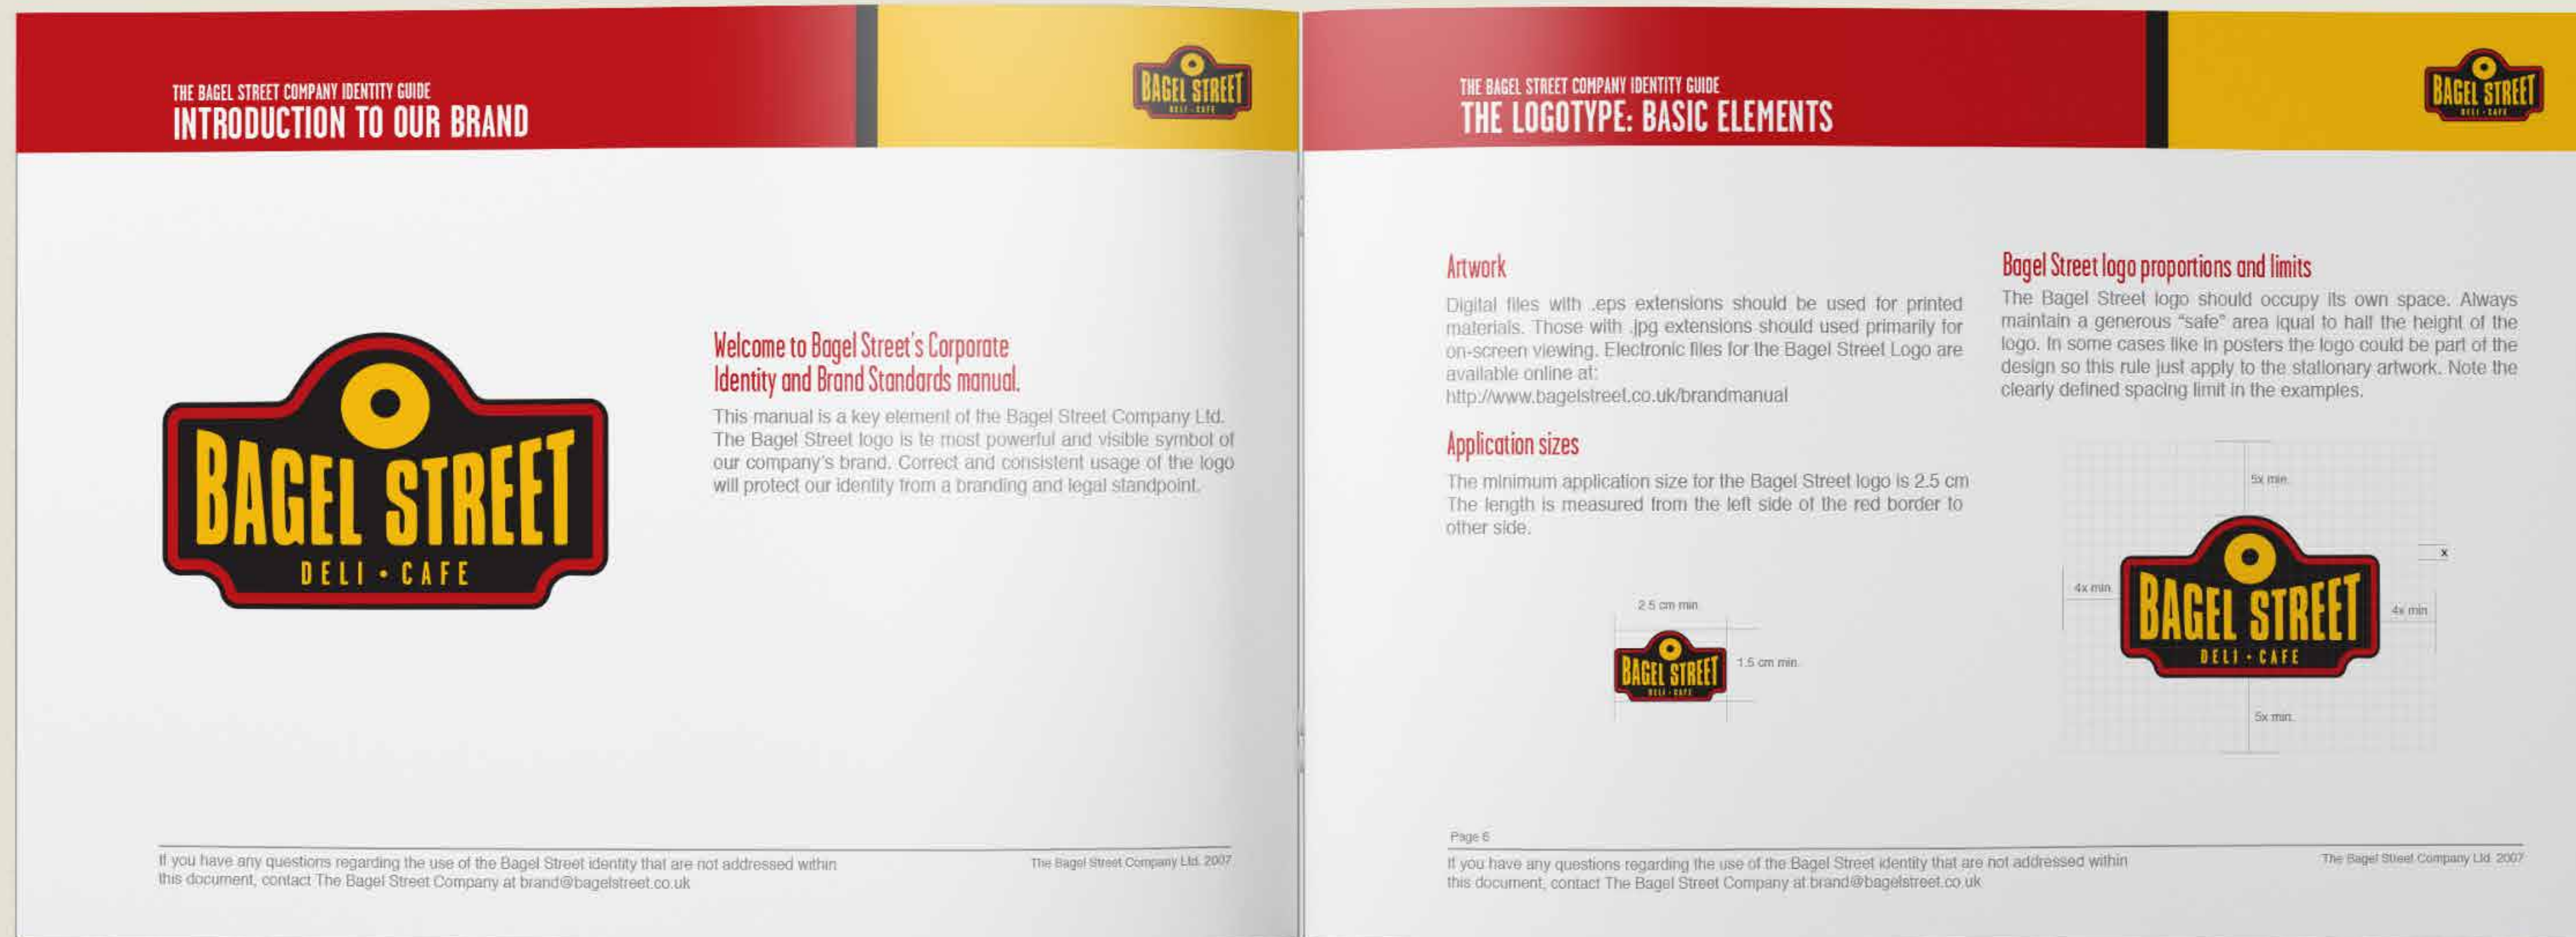 THE BAGEL STREET COMPANY IDENTITY GUIDE
INTRODUCTION TO OUR BRAND
BAGEL STREET
DELI • CAFE
BAGEL STREET
DELI • CAFE
Welcome to Bagel Street's Corporate
Identity and Brand Standards manual.
This manual is a key element of the Bagel Street Company Ltd.
The Bagel Street logo is te most powerful and visible symbol of
our company's brand. Correct and consistent usage of the logo
will protect our identity from a branding and legal standpoint.
If you have any questions regarding the use of the Bagel Street identity that are not addressed within
this document, contact The Bagel Street Company at brand@bagelstreet.co.uk
The Bagel Street Company Ltd. 2007
THE BAGEL STREET COMPANY IDENTITY GUIDE
THE LOGOTYPE: BASIC ELEMENTS
BAGEL STREET
DELI • CAFE
Artwork
Digital files with .eps extensions should be used for printed
materials. Those with .jpg extensions should used primarily for
on-screen viewing. Electronic files for the Bagel Street Logo are
available online at:
http://www.bagelstreet.co.uk/brandmanual
Application sizes
The minimum application size for the Bagel Street logo is 2.5 cm
The length is measured from the left side of the red border to
other side.
2.5 cm min.
BAGEL STREET
DELI • CAFE
1.5 cm min.
Bagel Street logo proportions and limits
The Bagel Street logo should occupy its own space. Always
maintain a generous "safe" area iqual to half the height of the
logo. In some cases like in posters the logo could be part of the
design so this rule just apply to the stationary artwork. Note the
clearly defined spacing limit in the examples.
5x min.
x
4x min.
BAGEL STREET
DELI • CAFE
4x min.
5x min.
Page 6
If you have any questions regarding the use of the Bagel Street identity that are not addressed within
this document, contact The Bagel Street Company at brand@bagelstreet.co.uk
The Bagel Street Company Ltd. 2007